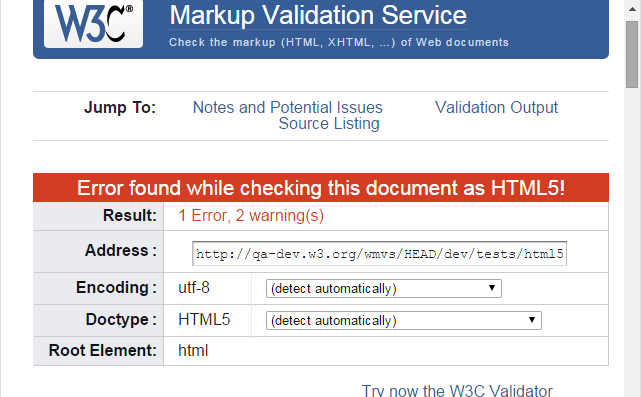 W3C®
Markup Validation Service
Check the markup (HTML, XHTML, …) of Web documents
Jump To: Notes and Potential Issues Validation Output
Source Listing
Error found while checking this document as HTML5!
Result: 1 Error, 2 warning(s)
Address : http://qa-dev.w3.org/wmvs/HEAD/dev/tests/html5
Encoding : utf-8 (detect automatically)
Doctype : HTML5 (detect automatically)
Root Element: html
Try now the W3C Validator